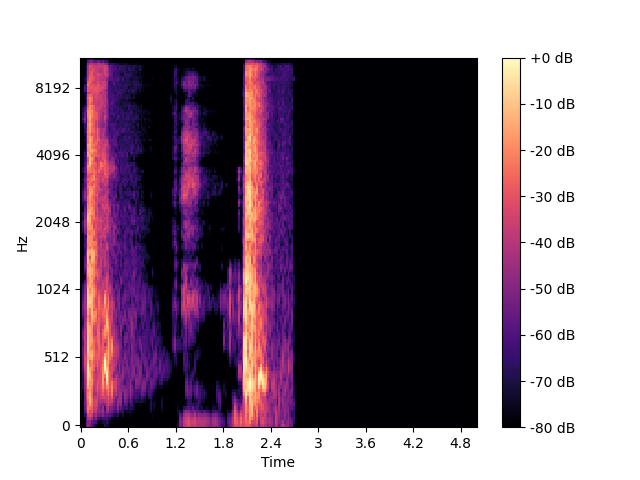 +0 dB
8192
-10 dB
4096
-20 dB
-30 dB
2048
Hz
-40 dB
1024
-50 dB
512
-60 dB
-70 dB
0
-80 dB
0 0.6 1.2 1.8 2.4 3 3.6 4.2 4.8
Time